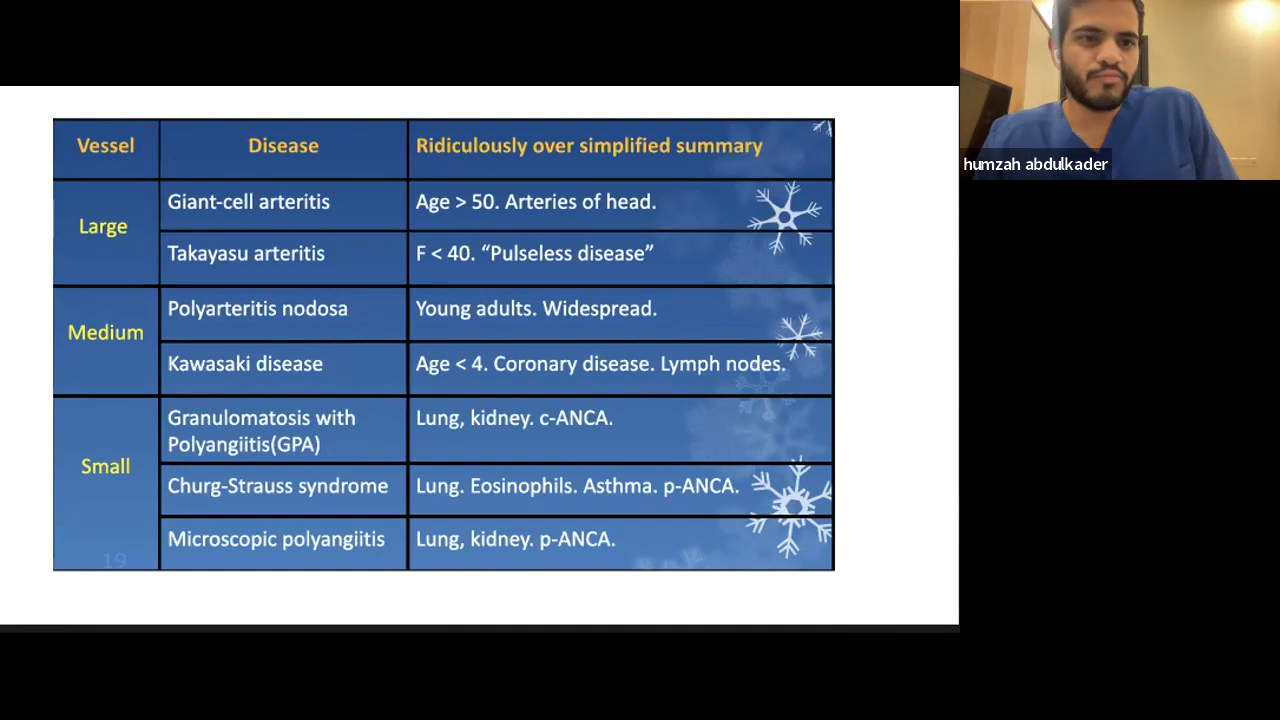 Vessel Disease Ridiculously over simplified summary
Large
Giant-cell arteritis Age > 50. Arteries of head.
Takayasu arteritis F < 40. “Pulseless disease”
Medium
Polyarteritis nodosa Young adults. Widespread.
Kawasaki disease Age < 4. Coronary disease. Lymph nodes.
Small
Granulomatosis with Lung, kidney. c-ANCA.
Polyangiitis(GPA)
Churg-Strauss syndrome Lung. Eosinophils. Asthma. p-ANCA.
Microscopic polyangiitis Lung, kidney. p-ANCA.
19
humzah abdulkader